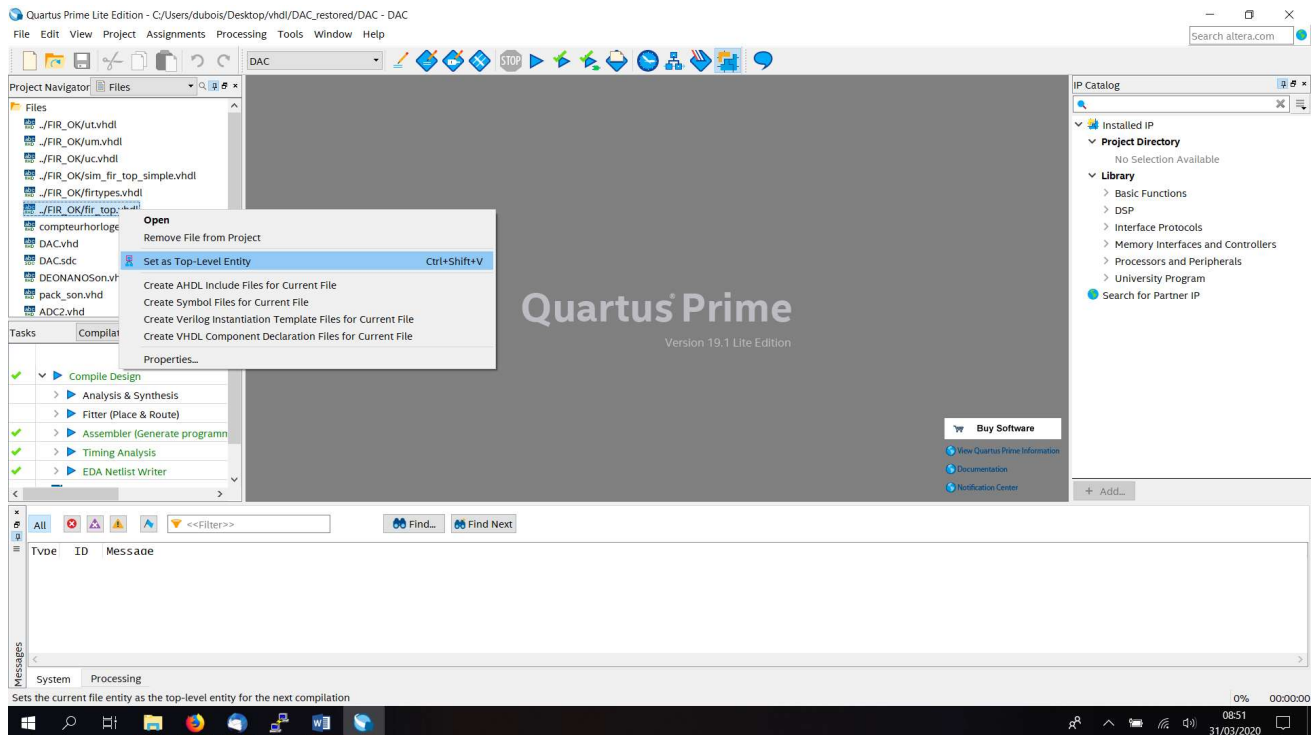 Quartus Prime Lite Edition - C:/Users/dubois/Desktop/vhdl/DAC_restored/DAC - DAC
File Edit View Project Assignments Processing Tools Window Help
Search altera.com
DAC
STOP
Project Navigator Files
Files
../FIR_OK/ut.vhdl
../FIR_OK/um.vhdl
../FIR_OK/uc.vhdl
../FIR_OK/sim_fir_top_simple.vhdl
../FIR_OK/firtypes.vhdl
../FIR_OK/fir_top.vhdl
compteurhorloge
DAC.vhd
DAC.sdc
DEONANOSon.vh
pack_son.vhd
ADC2.vhd
Open
Remove File from Project
Set as Top-Level Entity Ctrl+Shift+V
Create AHDL Include Files for Current File
Create Symbol Files for Current File
Create Verilog Instantiation Template Files for Current File
Create VHDL Component Declaration Files for Current File
Properties...
Tasks Compilat
Compile Design
Analysis & Synthesis
Fitter (Place & Route)
Assembler (Generate programm
Timing Analysis
EDA Netlist Writer
Quartus Prime
Version 19.1 Lite Edition
Buy Software
View Quartus Prime Information
Documentation
Notification Center
IP Catalog
Installed IP
Project Directory
No Selection Available
Library
Basic Functions
DSP
Interface Protocols
Memory Interfaces and Controllers
Processors and Peripherals
University Program
Search for Partner IP
+ Add...
All <<Filter>> Find... Find Next
Type ID Message
Messages
System Processing
Sets the current file entity as the top-level entity for the next compilation
0% 00:00:00
08:51
31/03/2020